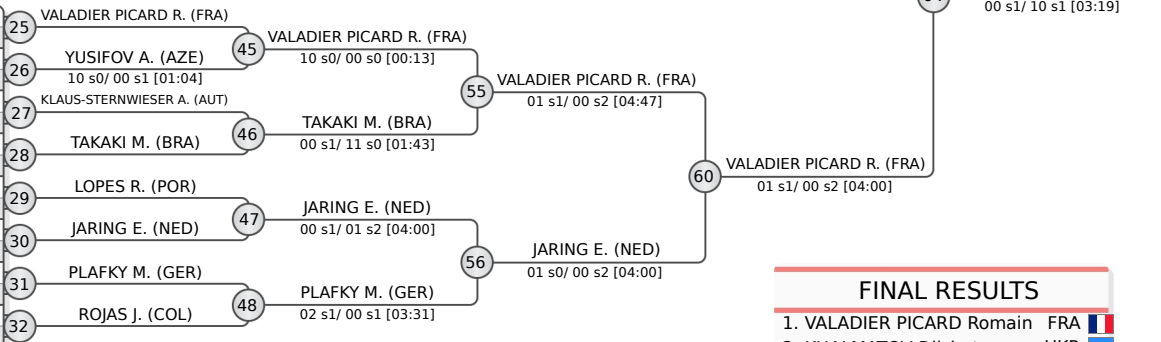 00 s1/ 10 s1 [03:19]
25 VALADIER PICARD R. (FRA)
45 VALADIER PICARD R. (FRA)
10 s0/ 00 s0 [00:13]
26 YUSIFOV A. (AZE)
10 s0/ 00 s1 [01:04]
55 VALADIER PICARD R. (FRA)
01 s1/ 00 s2 [04:47]
27 KLAUS-STERNWIESER A. (AUT)
46 TAKAKI M. (BRA)
00 s1/ 11 s0 [01:43]
28 TAKAKI M. (BRA)
60 VALADIER PICARD R. (FRA)
01 s1/ 00 s2 [04:00]
29 LOPES R. (POR)
47 JARING E. (NED)
00 s1/ 01 s2 [04:00]
30 JARING E. (NED)
56 JARING E. (NED)
01 s0/ 00 s2 [04:00]
31 PLAFKY M. (GER)
48 PLAFKY M. (GER)
02 s1/ 00 s1 [03:31]
32 ROJAS J. (COL)
FINAL RESULTS
1. VALADIER PICARD Romain FRA